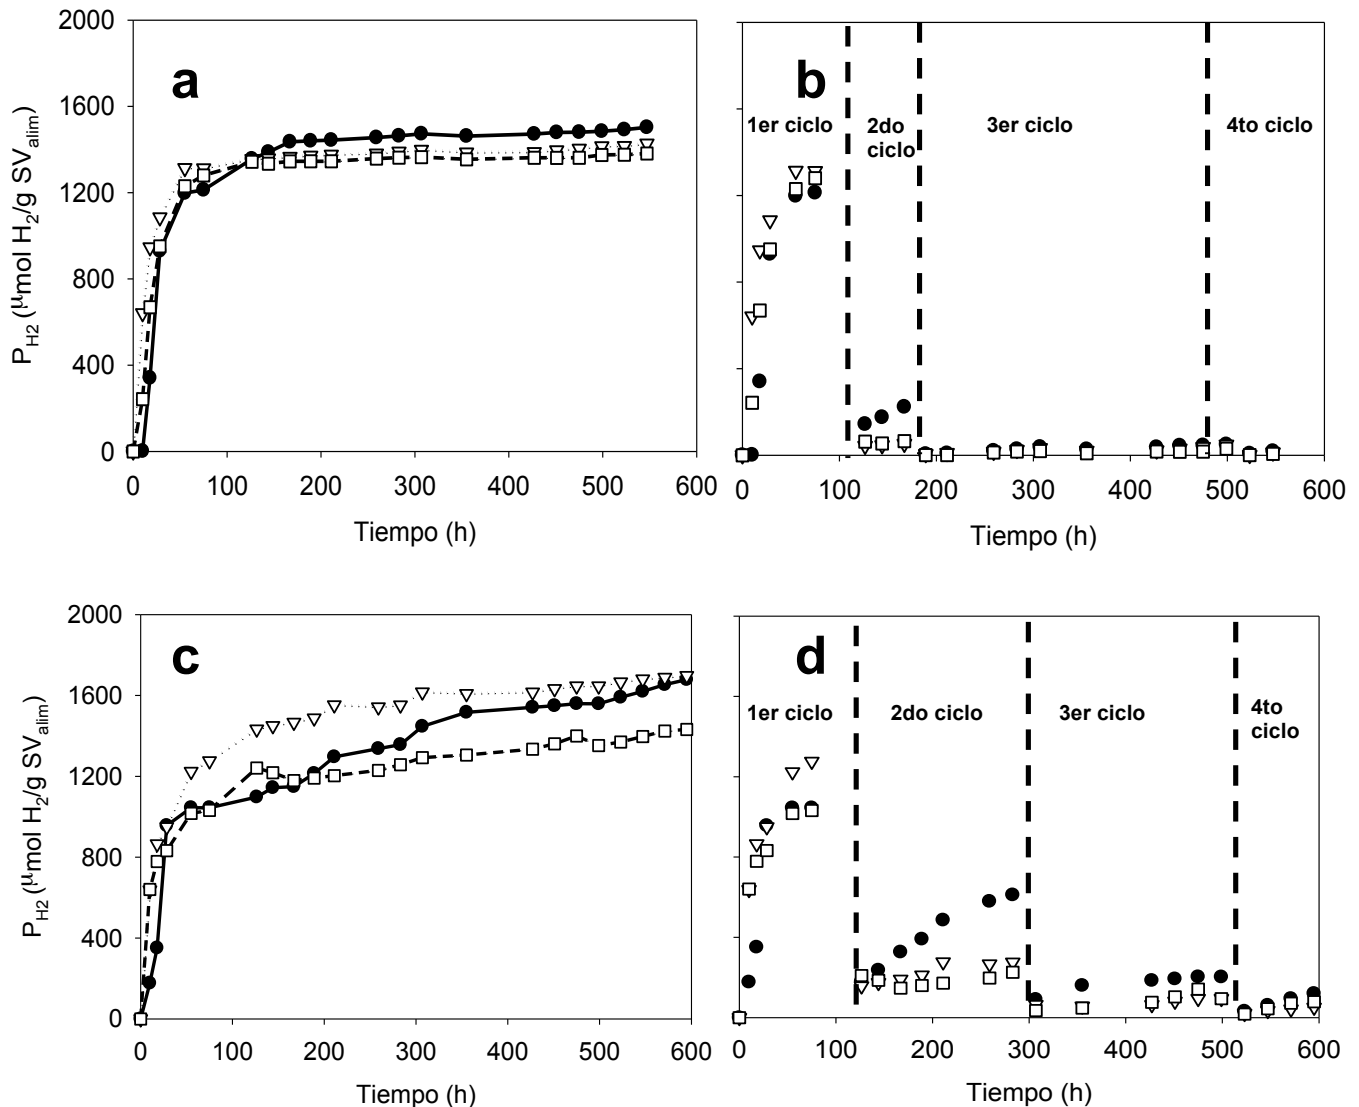 2000
1600
1200
800
400
0
P_H2 (µmol H2/g SV_alim)
a
0 100 200 300 400 500 600
Tiempo (h)
b
1er ciclo
2do
ciclo
3er ciclo
4to ciclo
0 100 200 300 400 500 600
Tiempo (h)
2000
1600
1200
800
400
0
P_H2 (µmol H2/g SV_alim)
c
0 100 200 300 400 500 600
Tiempo (h)
d
1er ciclo
2do ciclo
3er ciclo
4to
ciclo
0 100 200 300 400 500 600
Tiempo (h)